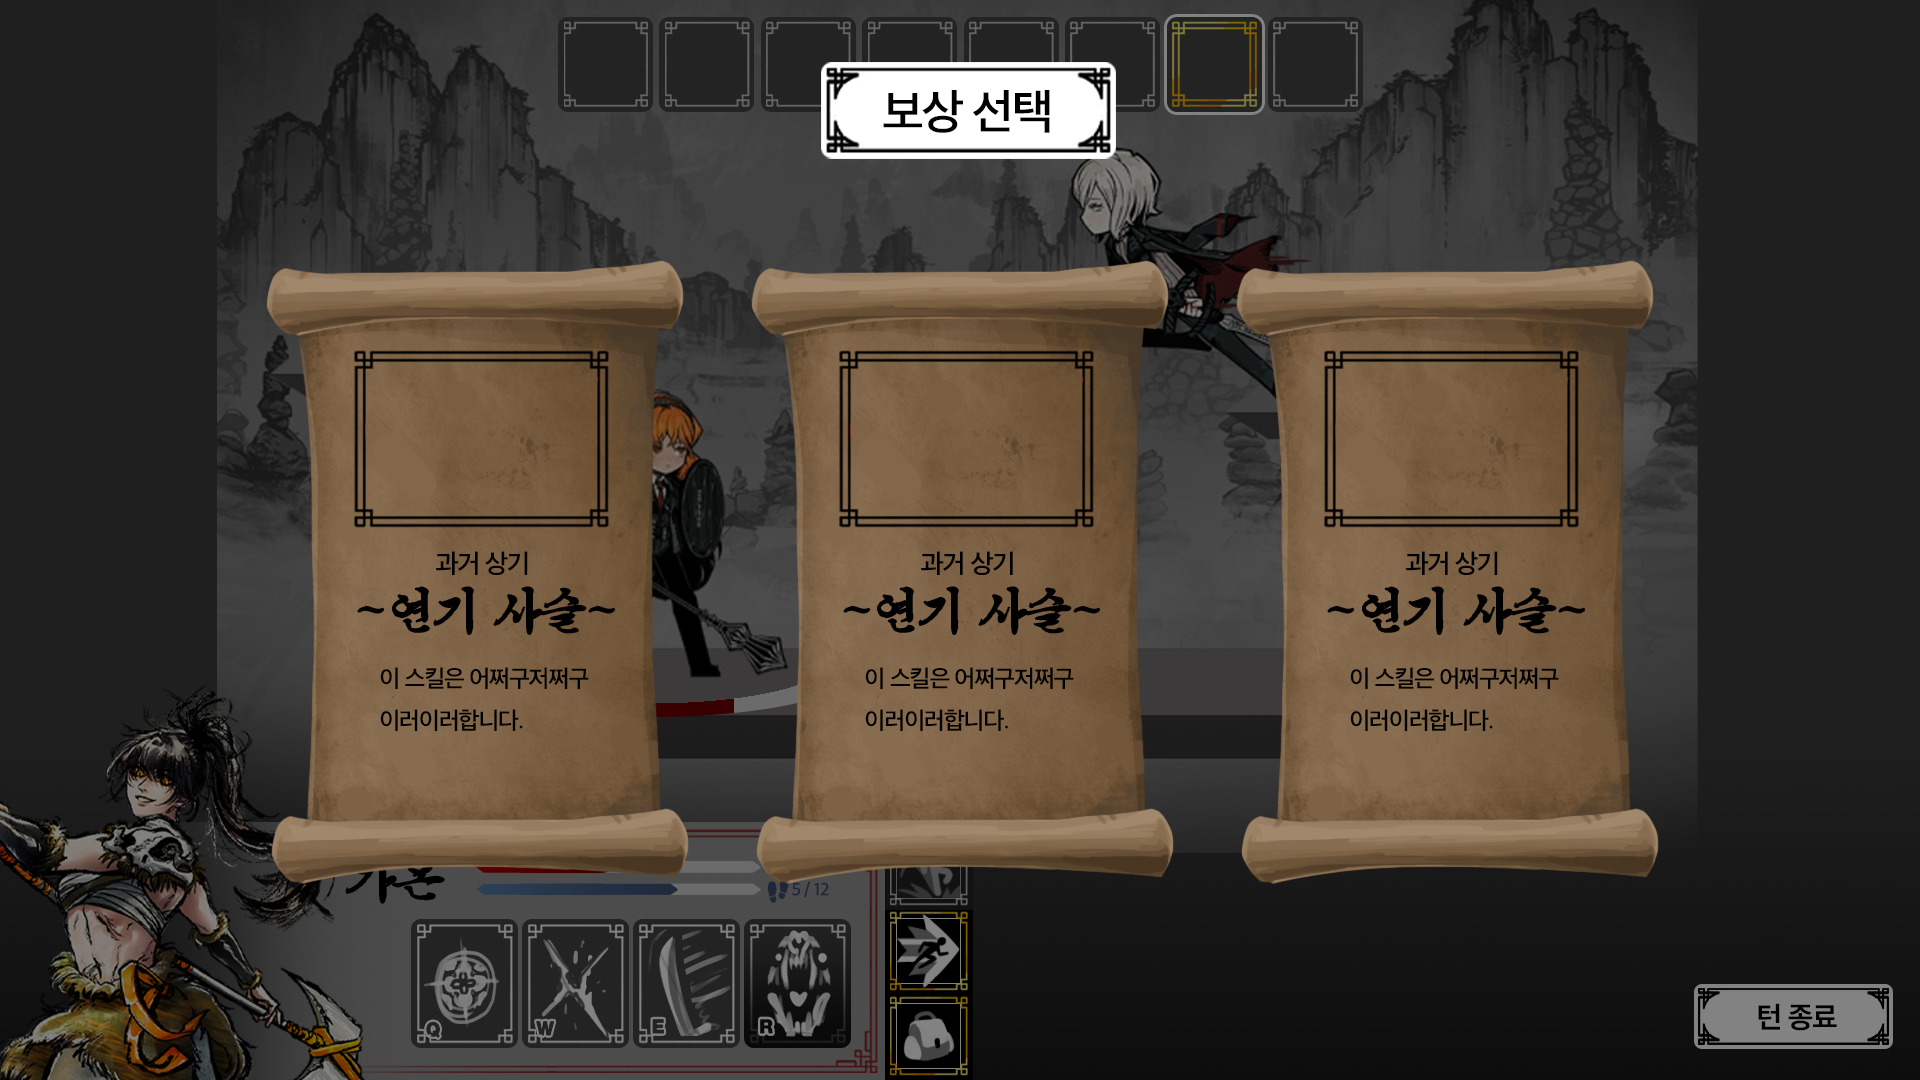 보상 선택
과거 상기
~연기 사슬~
이 스킬은 어쩌구저쩌구
이러이러합니다.
과거 상기
~연기 사슬~
이 스킬은 어쩌구저쩌구
이러이러합니다.
과거 상기
~연기 사슬~
이 스킬은 어쩌구저쩌구
이러이러합니다.
5 / 12
Q
W
E
R
턴 종료